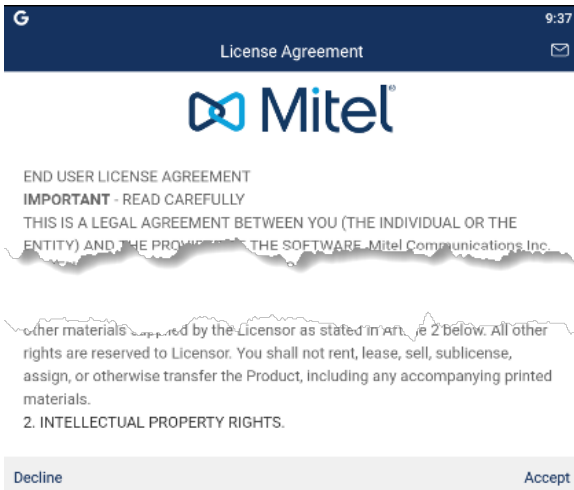 G
9:37
License Agreement
Mitel®
END USER LICENSE AGREEMENT
IMPORTANT - READ CAREFULLY
THIS IS A LEGAL AGREEMENT BETWEEN YOU (THE INDIVIDUAL OR THE
ENTITY) AND THE THE SOFTWARE, Mitel Communications Inc.
other materials supplied by the Licensor as stated in 2 below. All other
rights are reserved to Licensor. You shall not rent, lease, sell, sublicense,
assign, or otherwise transfer the Product, including any accompanying printed
materials.
2. INTELLECTUAL PROPERTY RIGHTS.
Decline
Accept